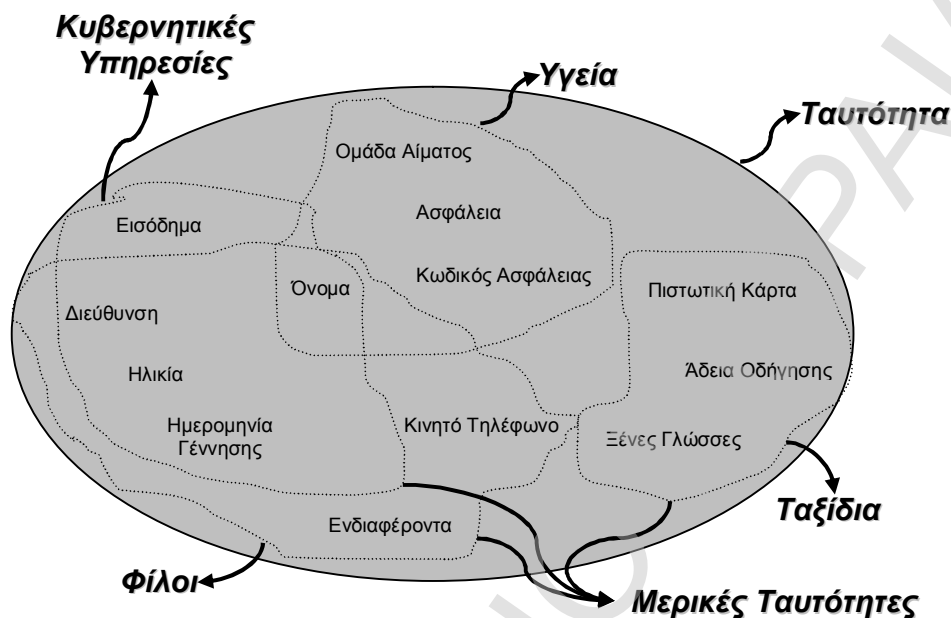 Κυβερνητικές
Υπηρεσίες
Υγεία
Ταυτότητα
Ομάδα Αίματος
Ασφάλεια
Εισόδημα
Κωδικός Ασφάλειας
Όνομα
Πιστωτική Κάρτα
Διεύθυνση
Ηλικία
Άδεια Οδήγησης
Ημερομηνία
Γέννησης
Κινητό Τηλέφωνο
Ξένες Γλώσσες
Ταξίδια
Ενδιαφέροντα
Φίλοι
Μερικές Ταυτότητες